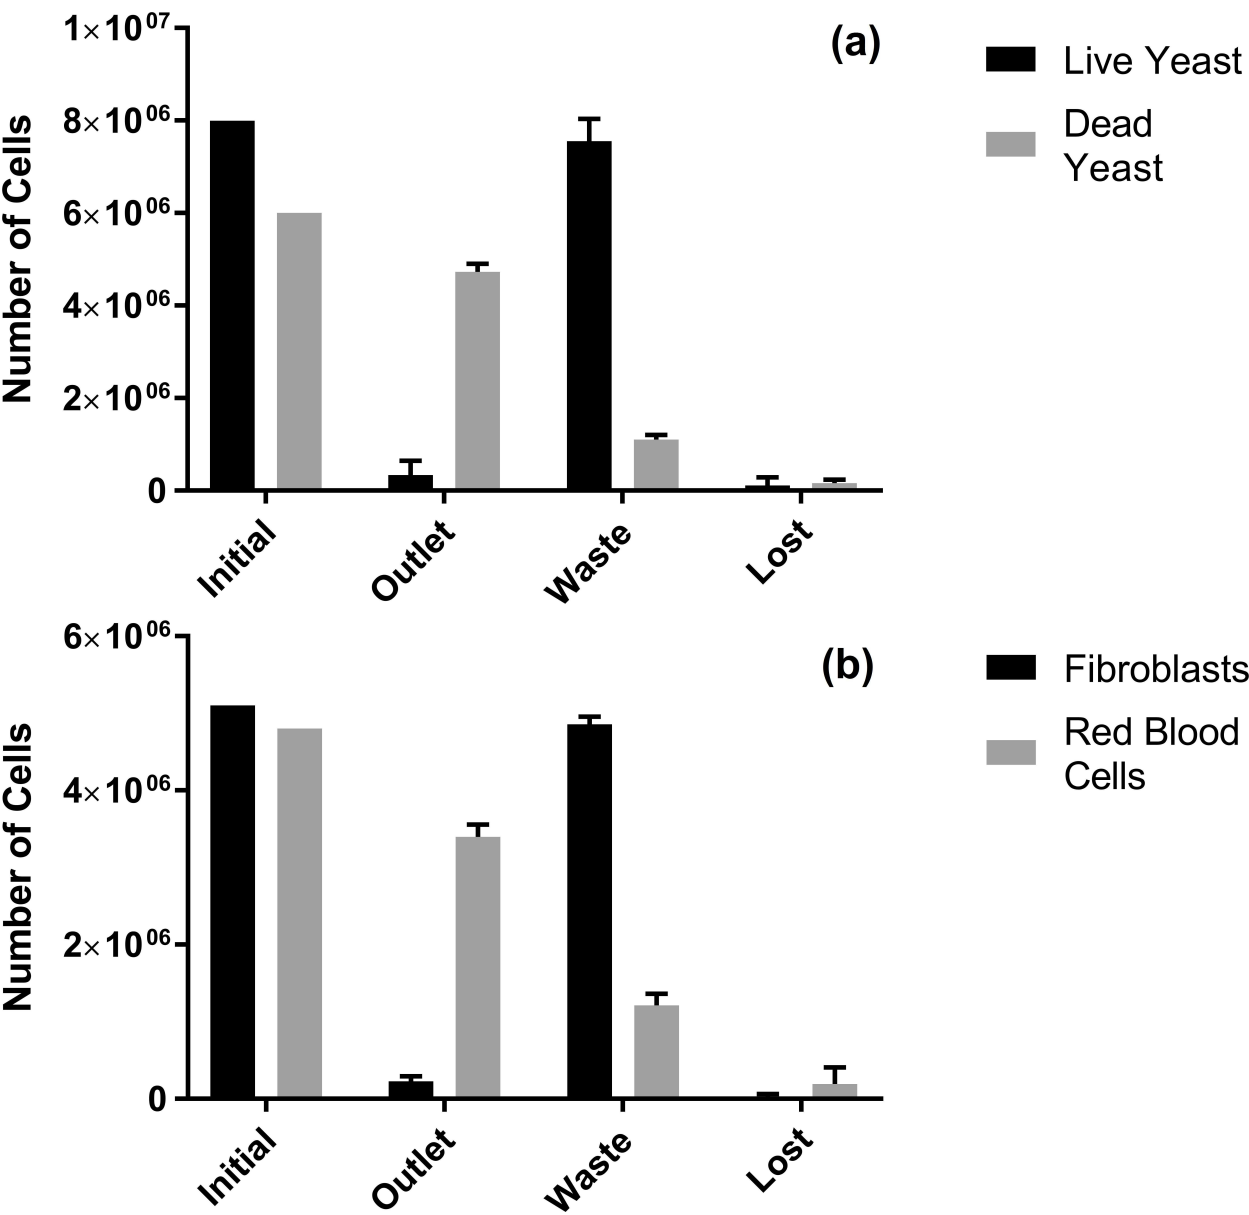 1×10⁰⁷
8×10⁰⁶
6×10⁰⁶
4×10⁰⁶
2×10⁰⁶
0
Number of Cells
(a)
Live Yeast
Dead
Yeast
Initial
Outlet
Waste
Lost
6×10⁰⁶
4×10⁰⁶
2×10⁰⁶
0
Number of Cells
(b)
Fibroblasts
Red Blood
Cells
Initial
Outlet
Waste
Lost